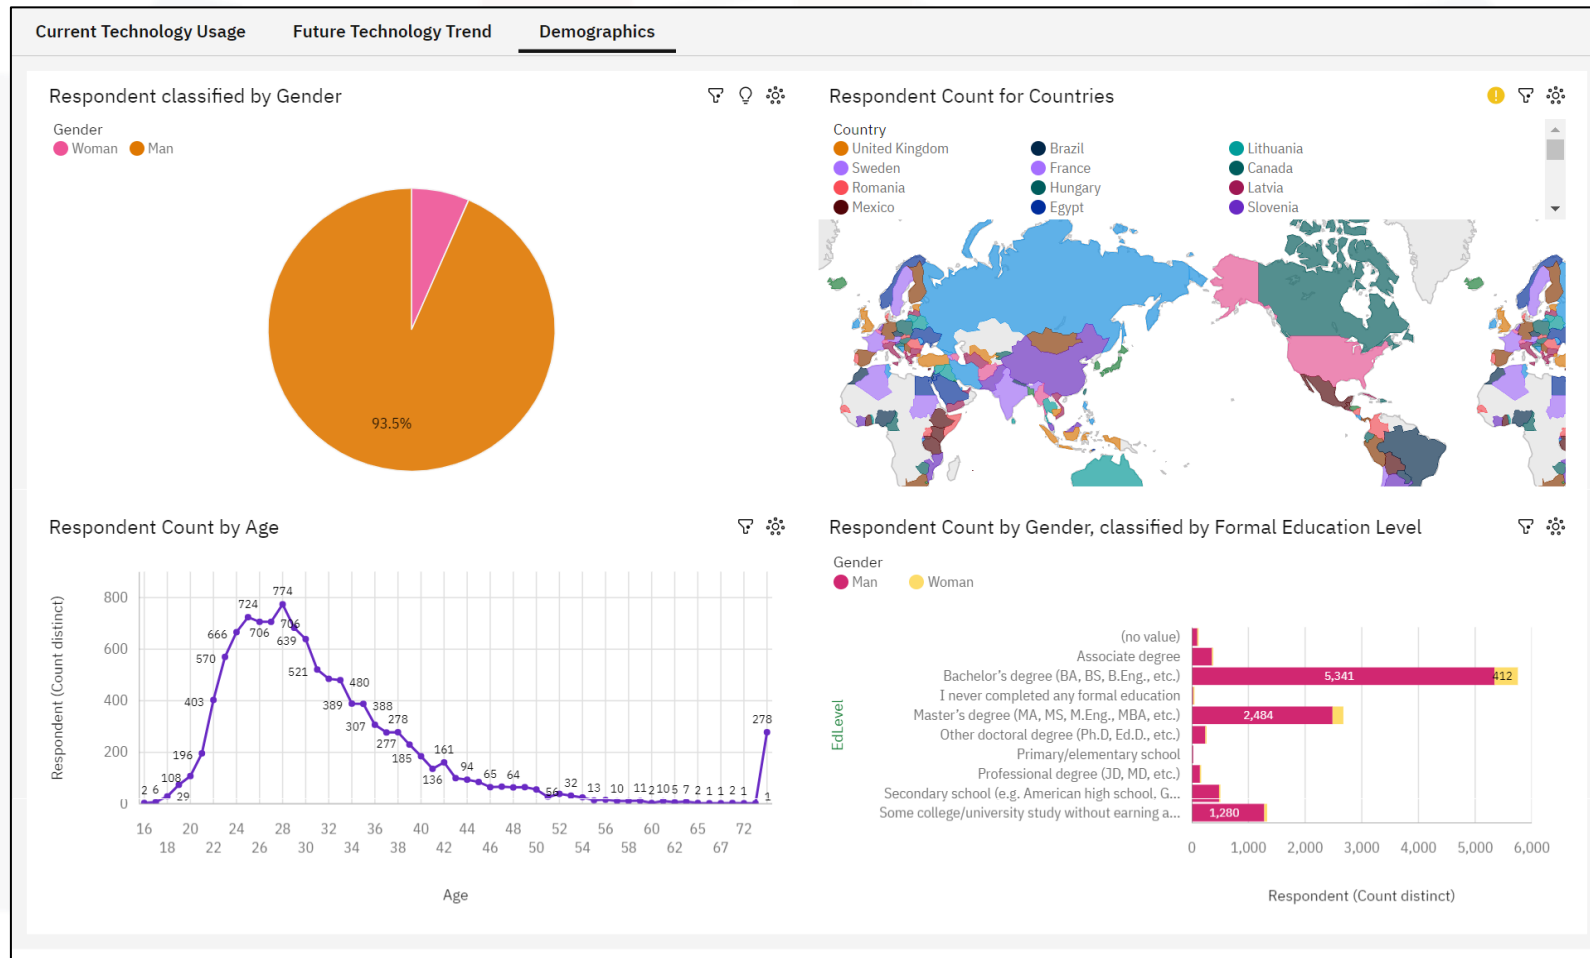 Current Technology Usage Future Technology Trend Demographics
Respondent classified by Gender
Gender
Woman Man
93.5%
Respondent Count for Countries
Country
United Kingdom Brazil Lithuania
Sweden France Canada
Romania Hungary Latvia
Mexico Egypt Slovenia
Respondent Count by Age
Respondent (Count distinct)
800
600
400
200
0
2 6 29 108 196 403 570 666 724 706 774 706 639 521 389 480 307 388 277 278 185 136 161 94 65 64 56 32 13 10 11 2 10 5 7 2 1 1 2 1 278 1
16 20 24 28 32 36 40 44 48 52 56 60 65 72
18 22 26 30 34 38 42 46 50 54 58 62 67
Age
Respondent Count by Gender, classified by Formal Education Level
Gender
Man Woman
EdLevel
(no value)
Associate degree
Bachelor's degree (BA, BS, B.Eng., etc.) 5,341 412
I never completed any formal education
Master's degree (MA, MS, M.Eng., MBA, etc.) 2,484
Other doctoral degree (Ph.D, Ed.D., etc.)
Primary/elementary school
Professional degree (JD, MD, etc.)
Secondary school (e.g. American high school, G...
Some college/university study without earning a... 1,280
0 1,000 2,000 3,000 4,000 5,000 6,000
Respondent (Count distinct)